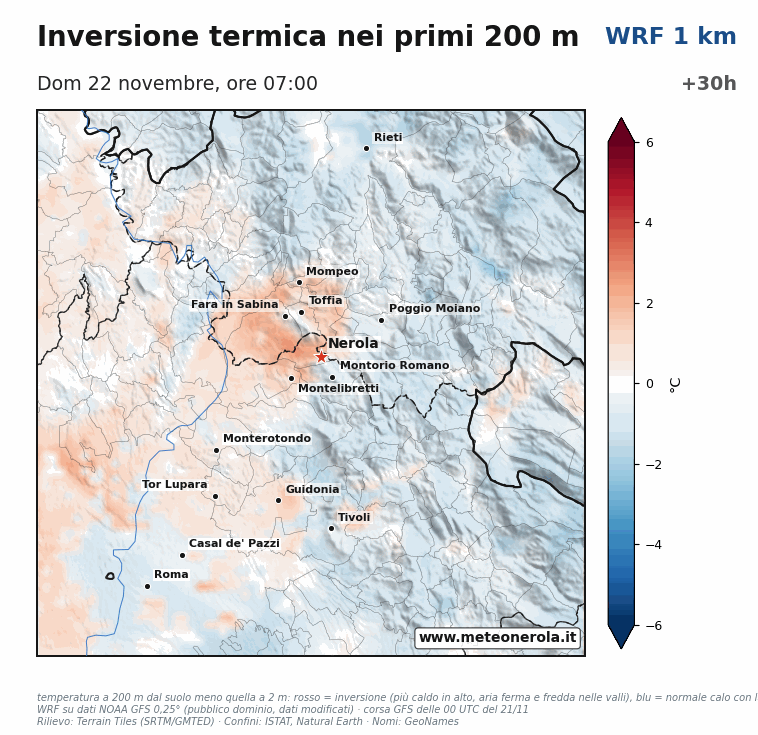 Inversione termica nei primi 200 m
WRF 1 km
Dom 22 novembre, ore 07:00
+30h
Rieti
Mompeo
Fara in Sabina
Toffia
Poggio Moiano
Nerola
Montorio Romano
Montelibretti
Monterotondo
Tor Lupara
Guidonia
Tivoli
Casal de' Pazzi
Roma
www.meteonerola.it
6
4
2
0
−2
−4
−6
°C
temperatura a 200 m dal suolo meno quella a 2 m: rosso = inversione (più caldo in alto, aria ferma e fredda nelle valli), blu = normale calo con
WRF su dati NOAA GFS 0,25° (pubblico dominio, dati modificati) · corsa GFS delle 00 UTC del 21/11
Rilievo: Terrain Tiles (SRTM/GMTED) · Confini: ISTAT, Natural Earth · Nomi: GeoNames